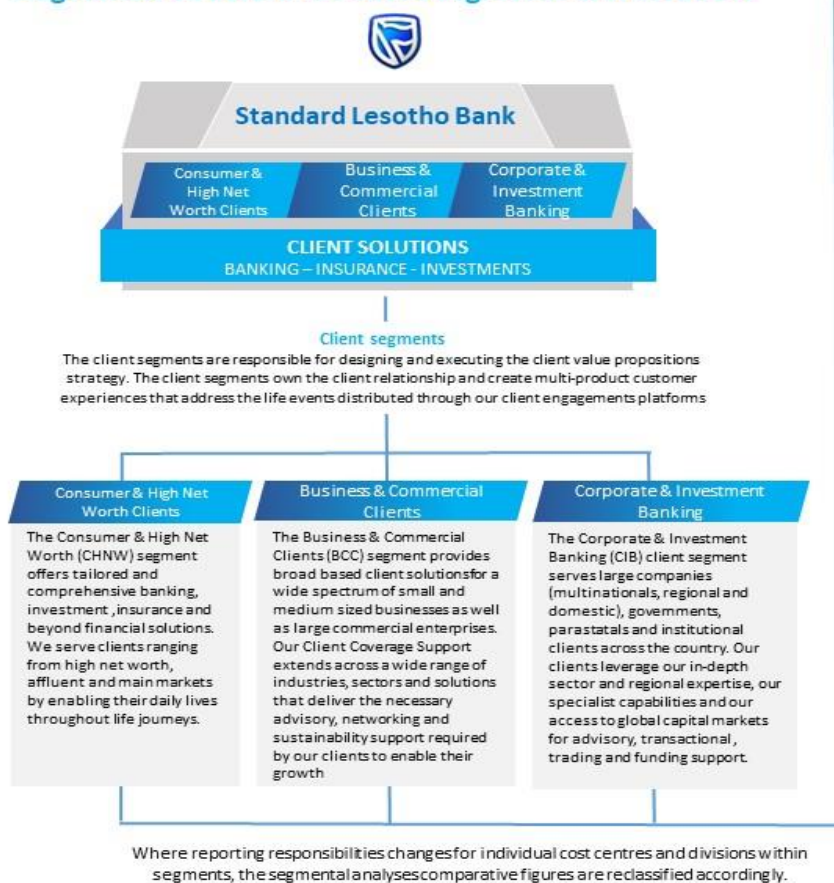 Standard Lesotho Bank
Consumer &
High Net
Worth Clients
Business &
Commercial
Clients
Corporate &
Investment
Banking
CLIENT SOLUTIONS
BANKING – INSURANCE - INVESTMENTS
Client segments
The client segments are responsible for designing and executing the client value propositions
strategy. The client segments own the client relationship and create multi-product customer
experiences that address the life events distributed through our client engagements platforms
Consumer & High Net
Worth Clients
The Consumer & High Net
Worth (CHNW) segment
offers tailored and
comprehensive banking,
investment ,insurance and
beyond financial solutions.
We serve clients ranging
from high net worth,
affluent and main markets
by enabling their daily lives
throughout life journeys.
Business & Commercial
Clients
The Business & Commercial
Clients (BCC) segment provides
broad based client solutions for a
wide spectrum of small and
medium sized businesses as well
as large commercial enterprises.
Our Client Coverage Support
extends across a wide range of
industries, sectors and solutions
that deliver the necessary
advisory, networking and
sustainability support required
by our clients to enable their
growth
Corporate & Investment
Banking
The Corporate & Investment
Banking (CIB) client segment
serves large companies
(multinationals, regional and
domestic), governments,
parastatals and institutional
clients across the country. Our
clients leverage our in-depth
sector and regional expertise, our
specialist capabilities and our
access to global capital markets
for advisory, transactional ,
trading and funding support.
Where reporting responsibilities changes for individual cost centres and divisions within
segments, the segmental analyses comparative figures are reclassified accordingly.